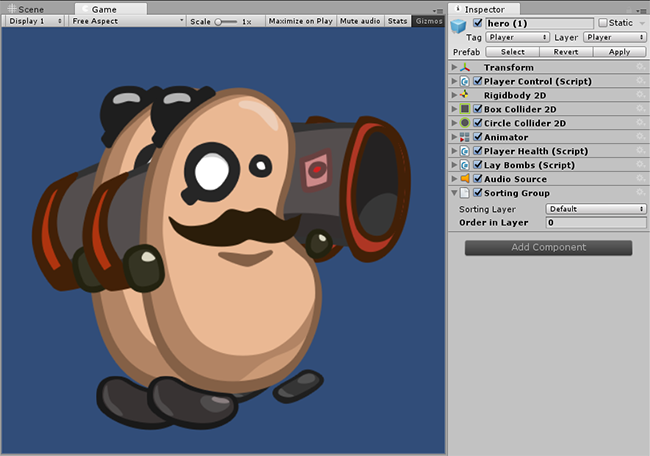 Scene Game
Display 1 Free Aspect Scale 1x Maximize on Play Mute audio Stats Gizmos
Inspector
hero (1) Static
Tag Player Layer Player
Prefab Select Revert Apply
Transform
Player Control (Script)
Rigidbody 2D
Box Collider 2D
Circle Collider 2D
Animator
Player Health (Script)
Lay Bombs (Script)
Audio Source
Sorting Group
Sorting Layer Default
Order in Layer 0
Add Component